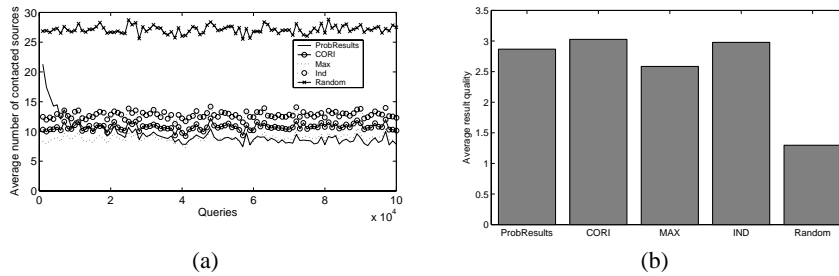 Average number of contacted sources
30
25
20
15
10
5
0
0
2
4
6
8
10
x 10^4
Queries
ProbResults
CORI
Max
Ind
Random
(a)
Average result quality
4
3.5
3
2.5
2
1.5
1
0.5
0
ProbResults
CORI
MAX
IND
Random
(b)